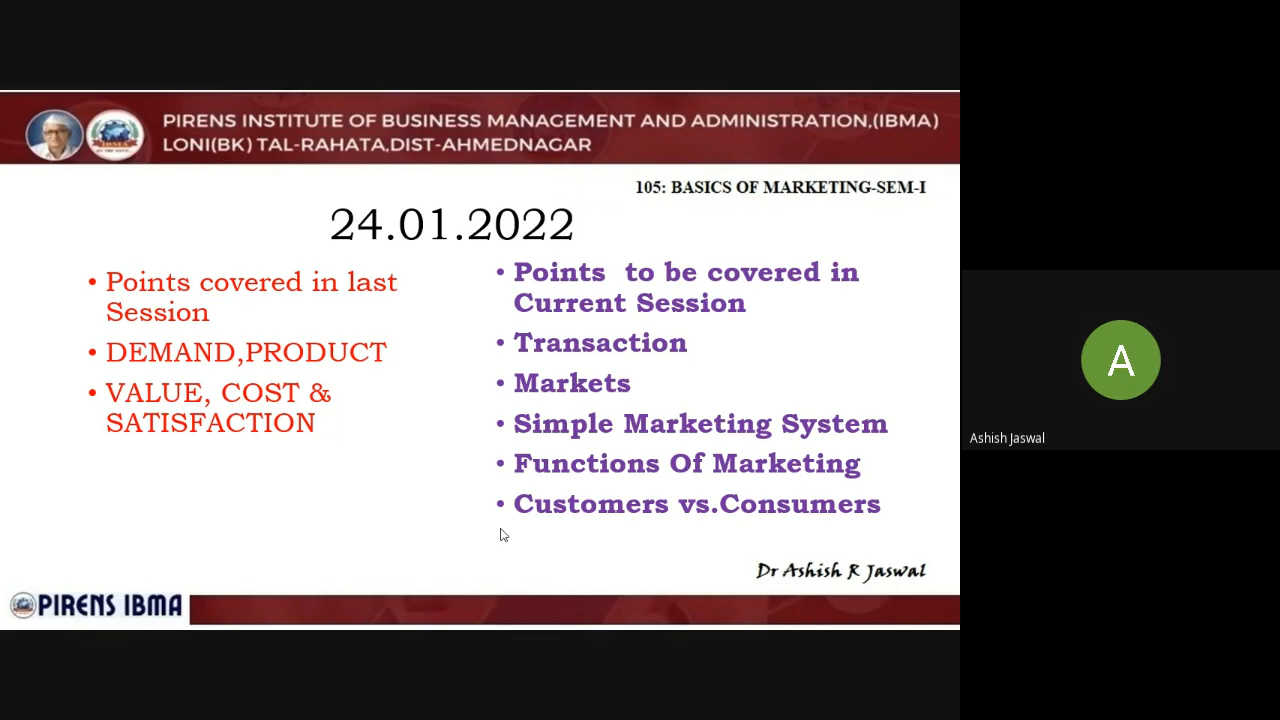 PIRENS INSTITUTE OF BUSINESS MANAGEMENT AND ADMINISTRATION,(IBMA)
LONI(BK) TAL-RAHATA,DIST-AHMEDNAGAR
105: BASICS OF MARKETING-SEM-I
24.01.2022
• Points covered in last
Session
• DEMAND,PRODUCT
• VALUE, COST &
SATISFACTION
• Points to be covered in
Current Session
• Transaction
• Markets
• Simple Marketing System
• Functions Of Marketing
• Customers vs.Consumers
Dr Ashish R Jaswal
PIRENS IBMA
A
Ashish Jaswal